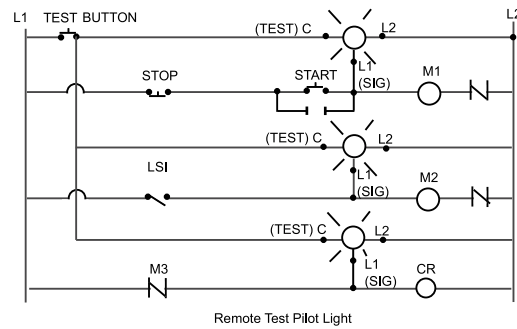 L1 TEST BUTTON (TEST) C L2 L2
L1
STOP START (SIG) M1
(TEST) C L2
LSI L1
(SIG) M2
(TEST) C L2
M3 L1 CR
(SIG)
Remote Test Pilot Light